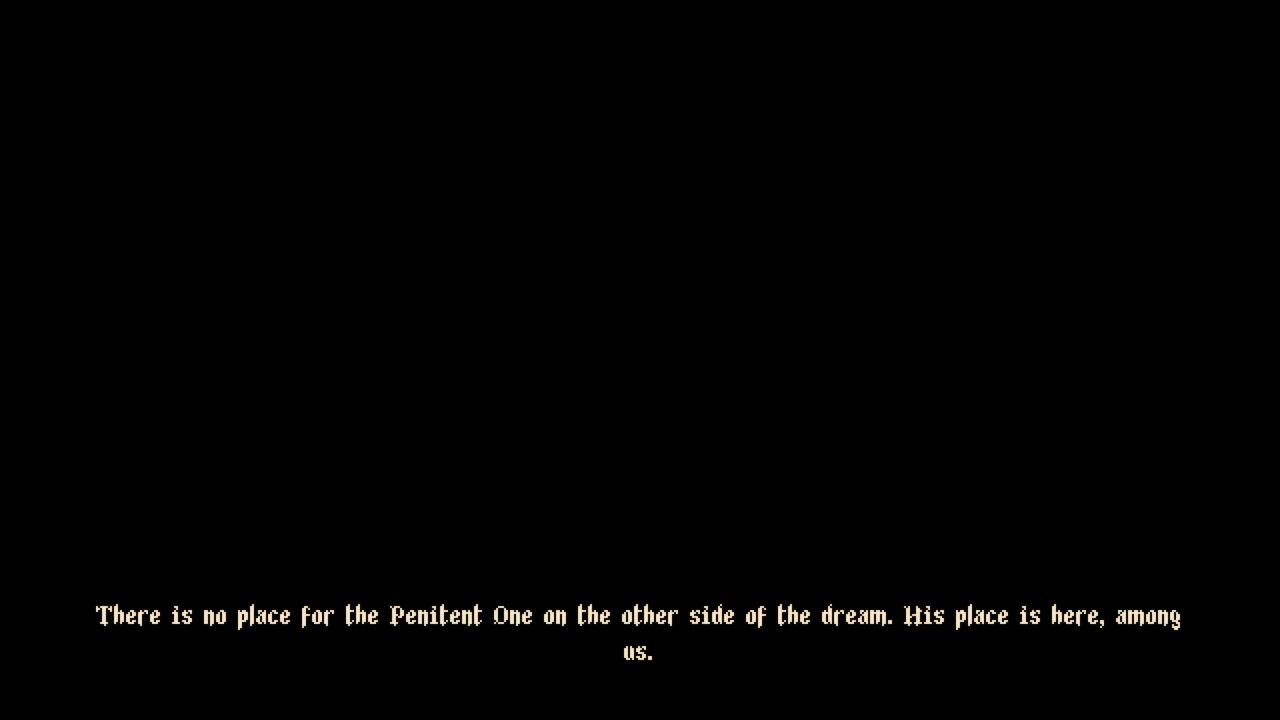 There is no place for the Penitent One on the other side of the dream. His place is here, among
us.